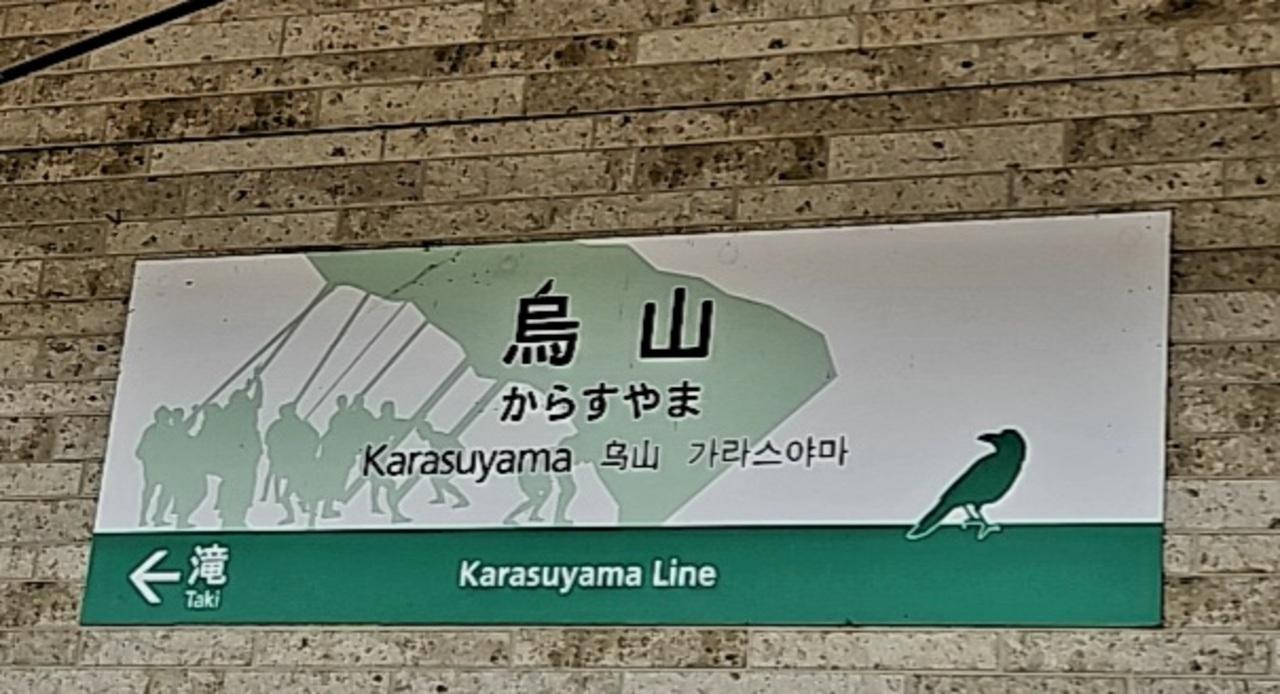 烏山
からすやま
Karasuyama 乌山 가라스야마
← 滝
Taki
Karasuyama Line